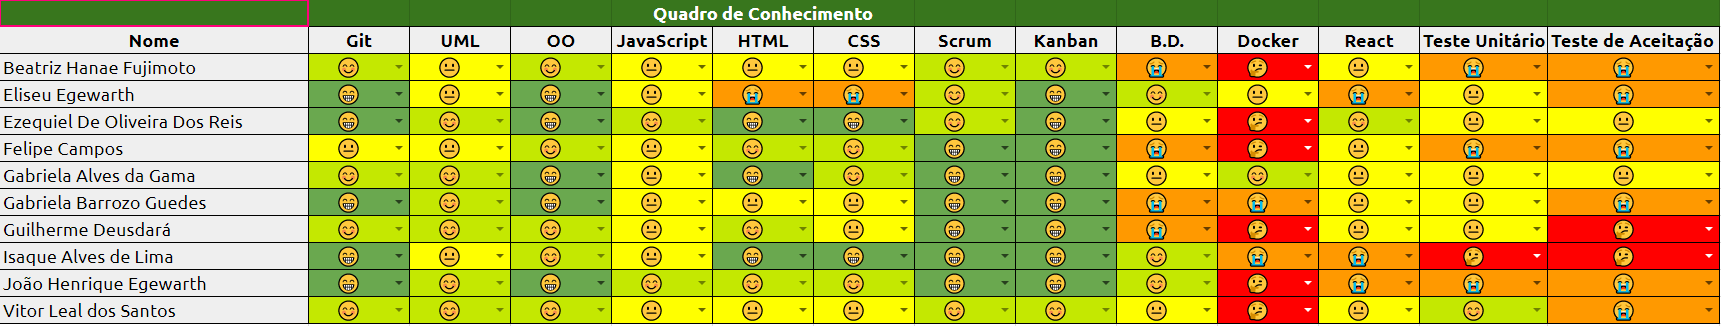 Quadro de Conhecimento
Nome Git UML OO JavaScript HTML CSS Scrum Kanban B.D. Docker React Teste Unitário Teste de Aceitação
Beatriz Hanae Fujimoto
Eliseu Egewarth
Ezequiel De Oliveira Dos Reis
Felipe Campos
Gabriela Alves da Gama
Gabriela Barrozo Guedes
Guilherme Deusdará
Isaque Alves de Lima
João Henrique Egewarth
Vitor Leal dos Santos